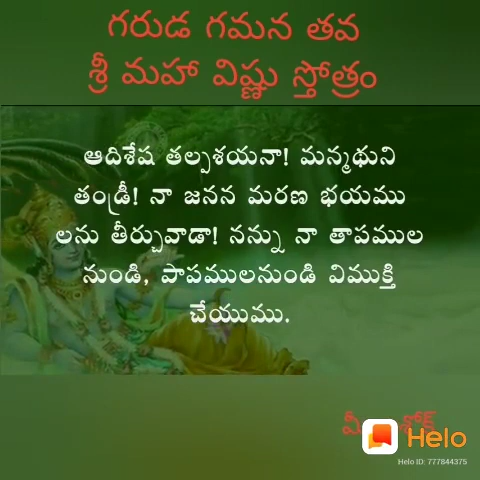 గరుడ గమన తవ
శ్రీ మహా విష్ణు స్తోత్రం
ఆదిశేష తల్పశయనా! మన్మథుని
తండ్రీ! నా జనన మరణ భయము
లను తీర్చువాడా! నన్ను నా తాపముల
నుండి, పాపములనుండి విముక్తి
చేయుము.
Helo
Helo ID: 777844375